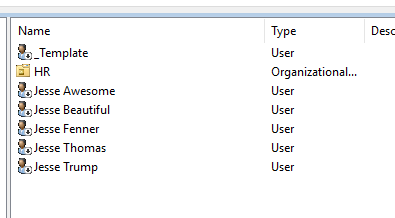 Name Type Desc
_Template User
HR Organizational...
Jesse Awesome User
Jesse Beautiful User
Jesse Fenner User
Jesse Thomas User
Jesse Trump User